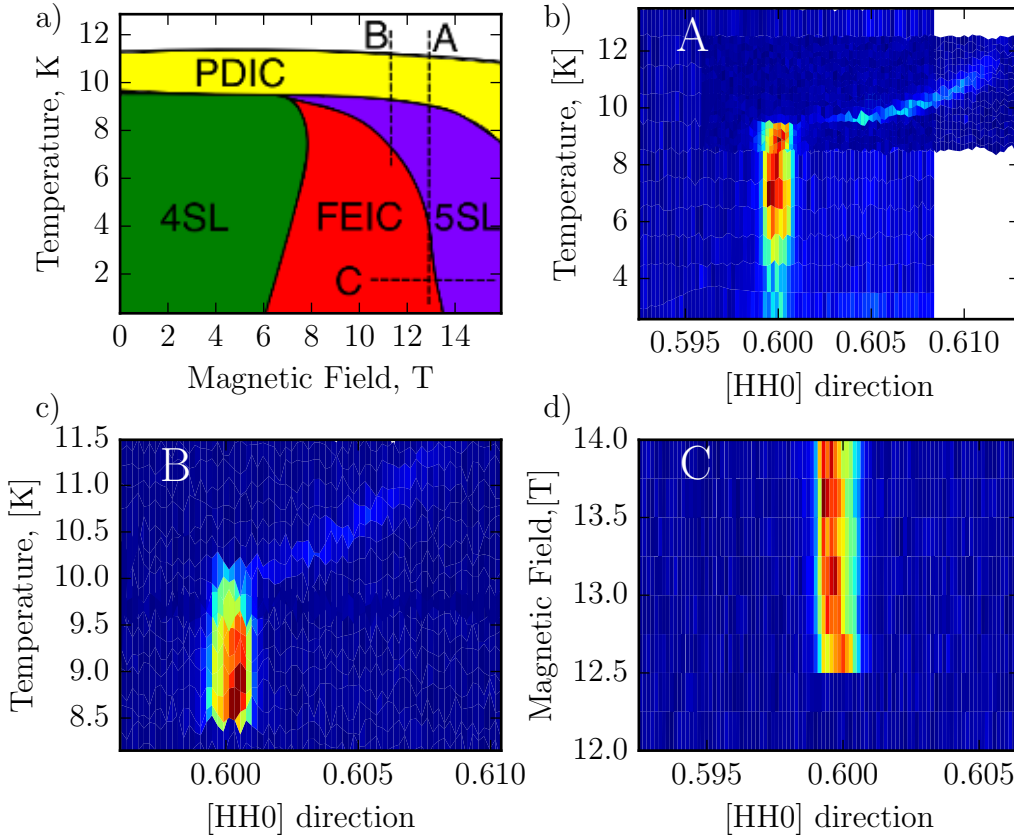 a)
Temperature, K
12
10
8
6
4
2
PDIC
B
A
4SL
FEIC
5SL
C
0 2 4 6 8 10 12 14
Magnetic Field, T
b)
Temperature, [K]
12
10
8
6
4
A
0.595 0.600 0.605 0.610
[HH0] direction
c)
Temperature, [K]
11.5
11.0
10.5
10.0
9.5
9.0
8.5
B
0.600 0.605 0.610
[HH0] direction
d)
Magnetic Field,[T]
14.0
13.5
13.0
12.5
12.0
C
0.595 0.600 0.605
[HH0] direction